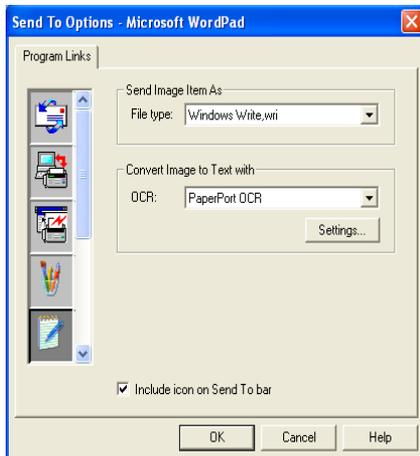 Send To Options - Microsoft WordPad
Program Links
Send Image Item As
File type: Windows Write,wri
Convert Image to Text with
OCR: PaperPort OCR
Settings...
Include icon on Send To bar
OK Cancel Help